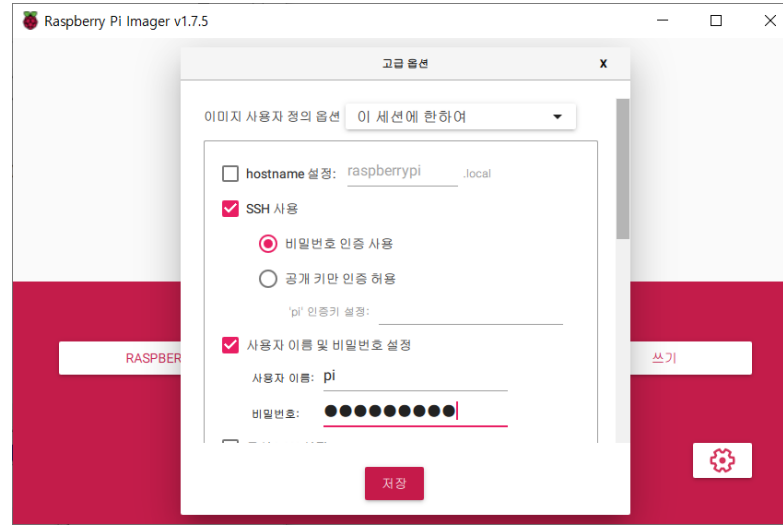 Raspberry Pi Imager v1.7.5
고급 옵션
X
이미지 사용자 정의 옵션 이 세션에 한하여
hostname 설정: raspberrypi .local
SSH 사용
비밀번호 인증 사용
공개 키만 인증 허용
'pi' 인증키 설정:
사용자 이름 및 비밀번호 설정
RASPBER
쓰기
사용자 이름: pi
비밀번호: ●●●●●●●●●
저장